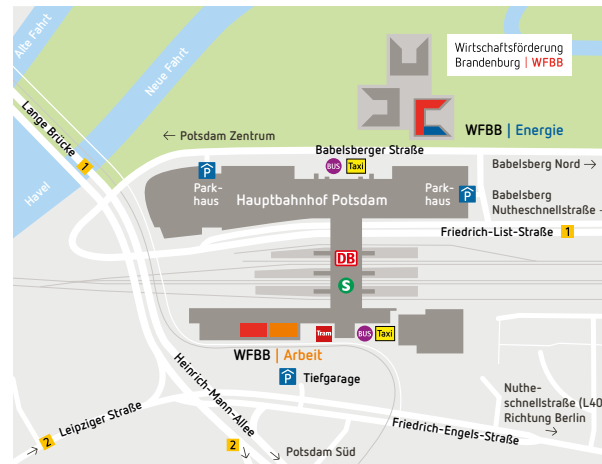 Alte Fahrt
Neue Fahrt
Wirtschaftsförderung
Brandenburg | WFBB
Lange Brücke
1
WFBB | Energie
← Potsdam Zentrum
Babelsberger Straße
BUS Taxi
Babelsberg Nord →
P
Park-
haus
Hauptbahnhof Potsdam
Park-
haus
P
Babelsberg
Nutheschnellstraße →
Havel
Friedrich-List-Straße 1
DB
S
Tram
BUS Taxi
WFBB | Arbeit
P Tiefgarage
Heinrich-Mann-Allee
2
Leipziger Straße
2
Potsdam Süd
Friedrich-Engels-Straße
Nuthe-
schnellstraße (L40
Richtung Berlin